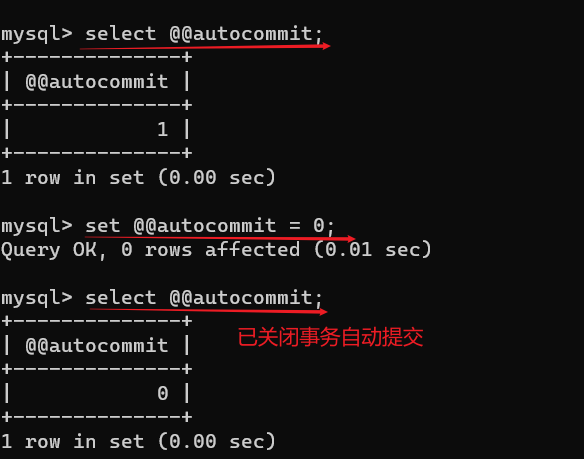 mysql> select @@autocommit;
+--------------+
| @@autocommit |
+--------------+
|            1 |
+--------------+
1 row in set (0.00 sec)
mysql> set @@autocommit = 0;
Query OK, 0 rows affected (0.01 sec)
mysql> select @@autocommit;
+--------------+
已关闭事务自动提交
| @@autocommit |
+--------------+
|            0 |
+--------------+
1 row in set (0.00 sec)